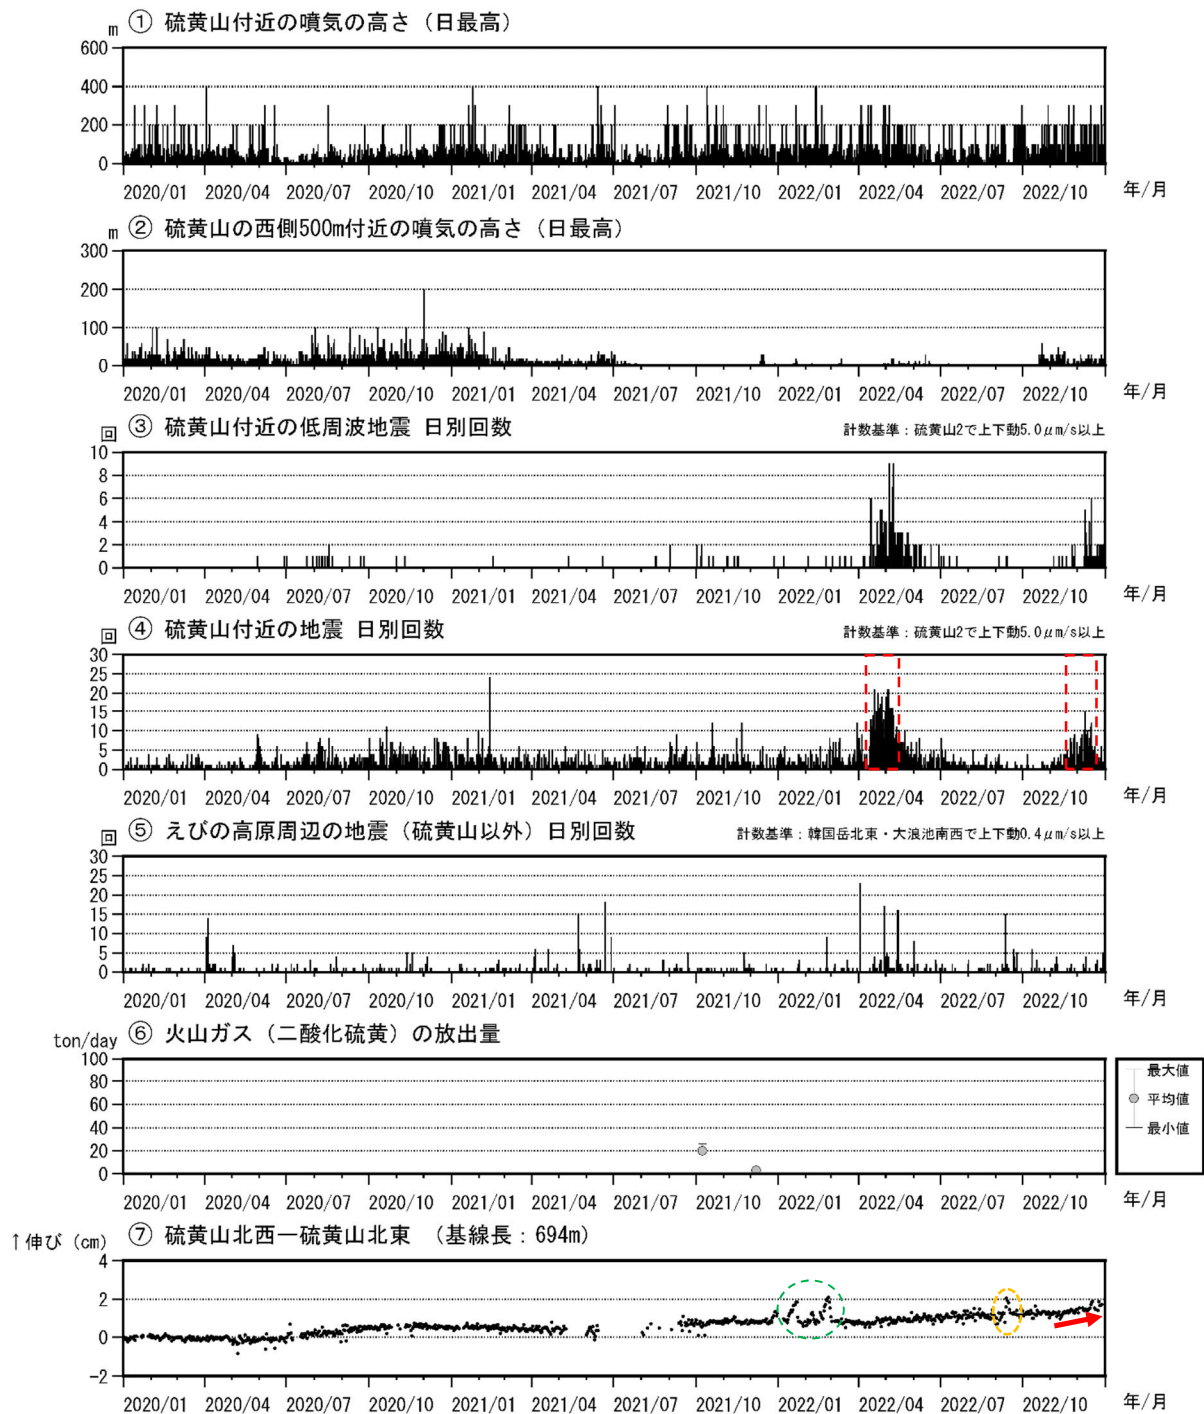 ① 硫黄山付近の噴気の高さ（日最高）
m
600
400
200
0
2020/01 2020/04 2020/07 2020/10 2021/01 2021/04 2021/07 2021/10 2022/01 2022/04 2022/07 2022/10 年/月
② 硫黄山の西側500m付近の噴気の高さ（日最高）
m
300
200
100
0
2020/01 2020/04 2020/07 2020/10 2021/01 2021/04 2021/07 2021/10 2022/01 2022/04 2022/07 2022/10 年/月
③ 硫黄山付近の低周波地震 日別回数 計数基準：硫黄山2で上下動5.0μm/s以上
回
10
8
6
4
2
0
2020/01 2020/04 2020/07 2020/10 2021/01 2021/04 2021/07 2021/10 2022/01 2022/04 2022/07 2022/10 年/月
④ 硫黄山付近の地震 日別回数 計数基準：硫黄山2で上下動5.0μm/s以上
回
30
25
20
15
10
5
0
2020/01 2020/04 2020/07 2020/10 2021/01 2021/04 2021/07 2021/10 2022/01 2022/04 2022/07 2022/10 年/月
⑤ えびの高原周辺の地震（硫黄山以外）日別回数 計数基準：韓国岳北東・大浪池南西で上下動0.4μm/s以上
回
30
25
20
15
10
5
0
2020/01 2020/04 2020/07 2020/10 2021/01 2021/04 2021/07 2021/10 2022/01 2022/04 2022/07 2022/10 年/月
⑥ 火山ガス（二酸化硫黄）の放出量
ton/day
100
80
60
40
20
0
最大値
平均値
最小値
2020/01 2020/04 2020/07 2020/10 2021/01 2021/04 2021/07 2021/10 2022/01 2022/04 2022/07 2022/10 年/月
⑦ 硫黄山北西―硫黄山北東 （基線長：694m）
↑伸び（cm）
4
2
0
-2
2020/01 2020/04 2020/07 2020/10 2021/01 2021/04 2021/07 2021/10 2022/01 2022/04 2022/07 2022/10 年/月